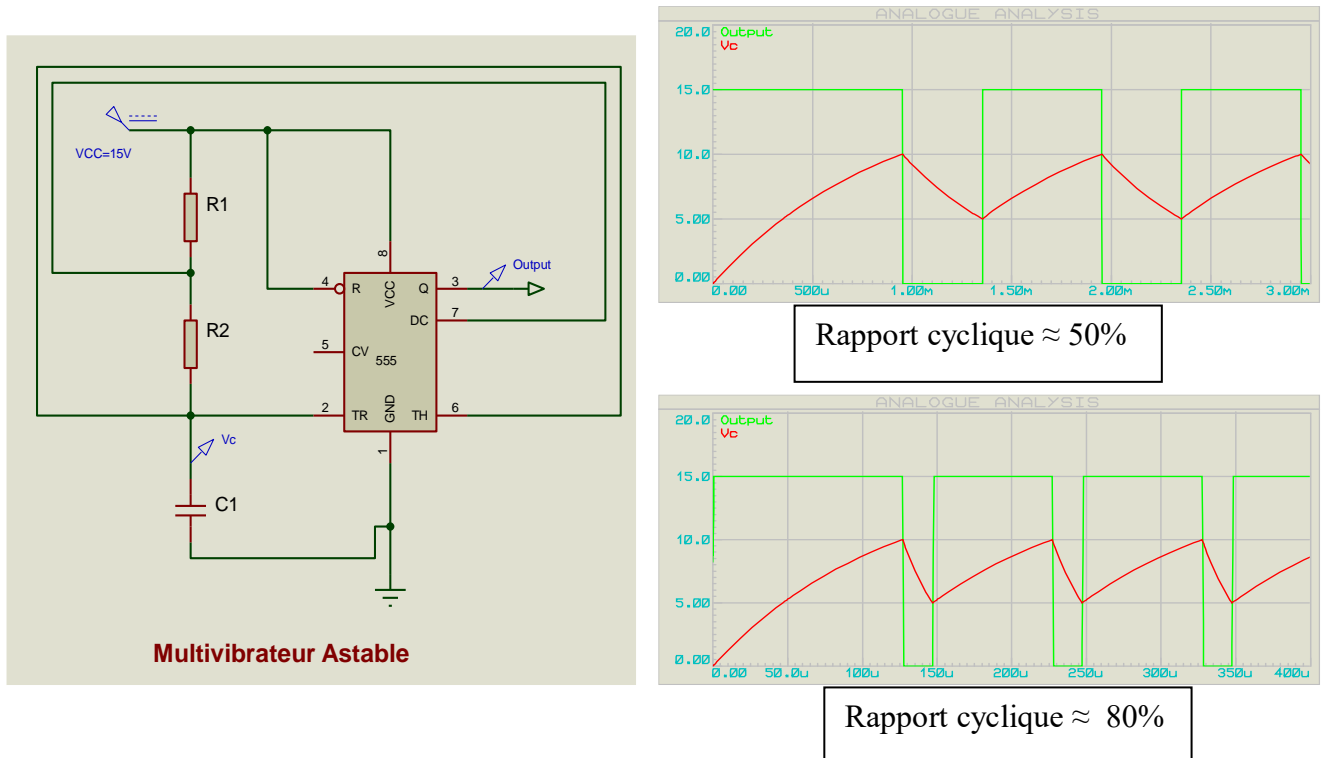 VCC=15V
R1
R2
C1
Vc
8
VCC
4
R
Q
3
Output
DC
7
5
CV
555
2
TR
GND
TH
6
1
Multivibrateur Astable
ANALOGUE ANALYSIS
20.0
Output
Vc
15.0
10.0
5.00
0.00
0.00 500u 1.00m 1.50m 2.00m 2.50m 3.00m
Rapport cyclique ≈ 50%
ANALOGUE ANALYSIS
20.0
Output
Vc
15.0
10.0
5.00
0.00
0.00 50.0u 100u 150u 200u 250u 300u 350u 400u
Rapport cyclique ≈ 80%